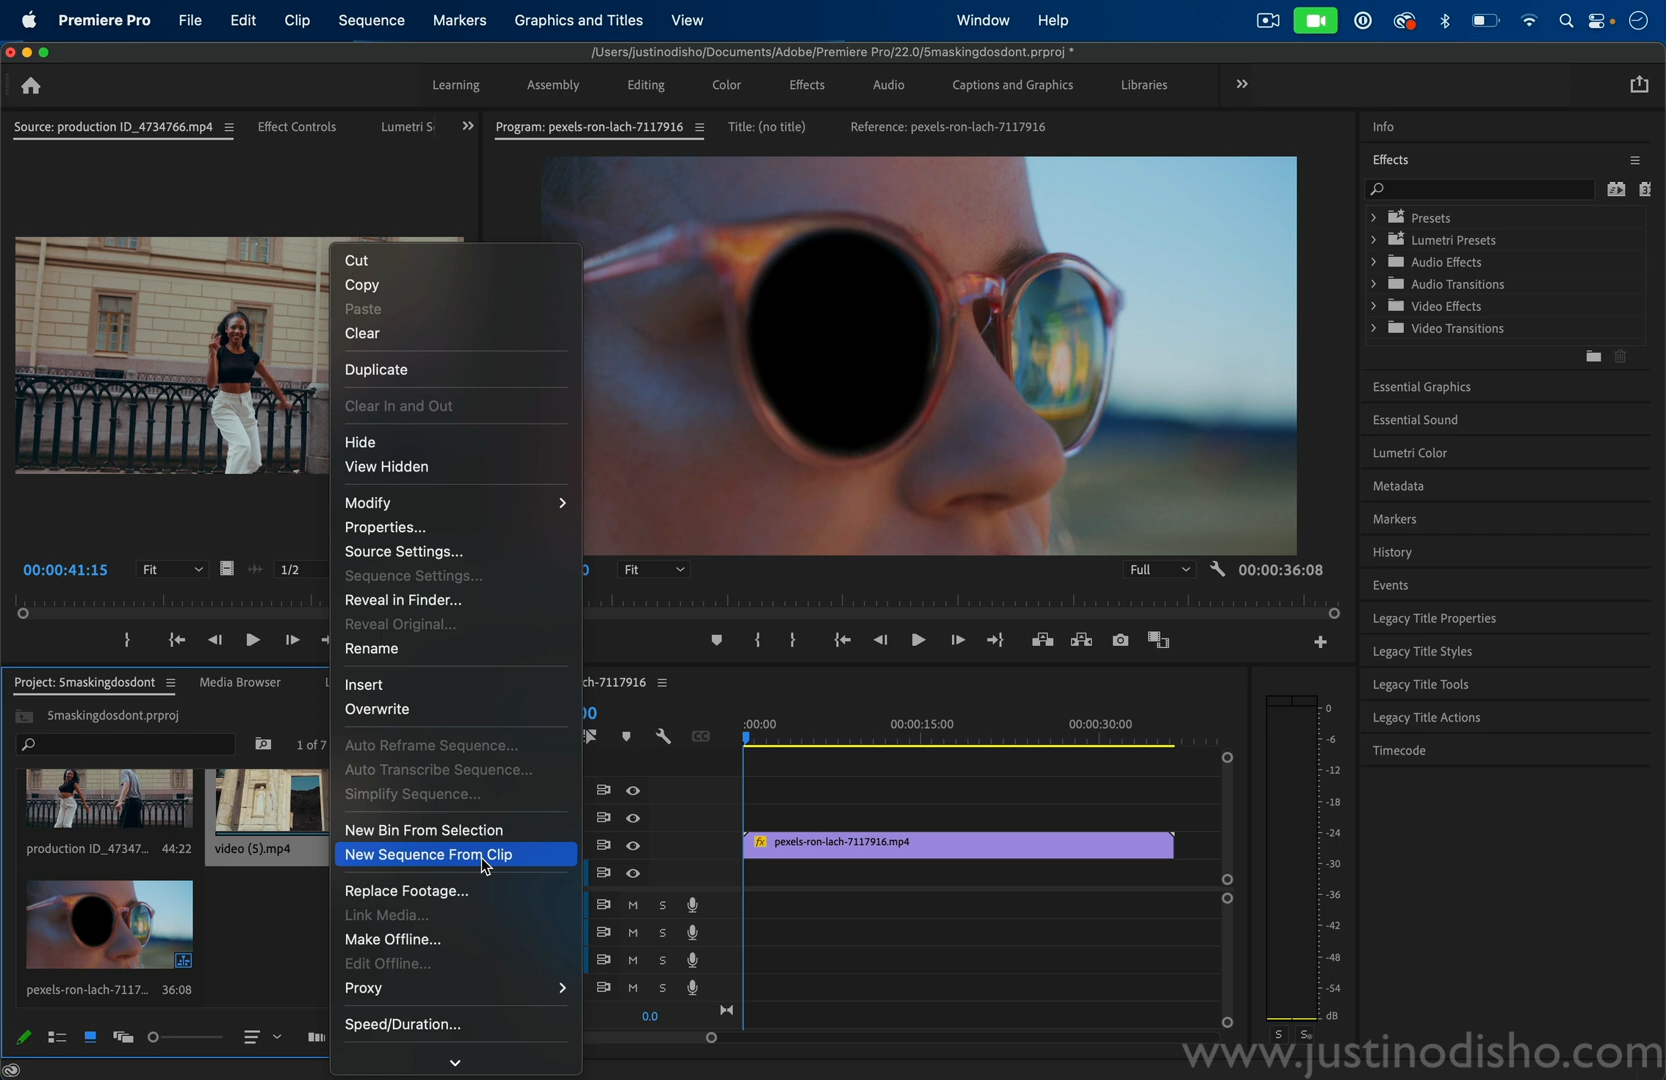 Premiere Pro File Edit Clip Sequence Markers Graphics and Titles View Window Help
/Users/justinodisho/Documents/Adobe/Premiere Pro/22.0/5maskingdosdont.prproj *
Learning Assembly Editing Color Effects Audio Captions and Graphics Libraries
Source: production ID_4734766.mp4 Effect Controls Lumetri S
Program: pexels-ron-lach-7117916 Title: (no title) Reference: pexels-ron-lach-7117916
Info
Effects
Presets
Lumetri Presets
Audio Effects
Audio Transitions
Video Effects
Video Transitions
Essential Graphics
Essential Sound
Lumetri Color
Metadata
Markers
History
Events
Legacy Title Properties
Legacy Title Styles
Legacy Title Tools
Legacy Title Actions
Timecode
Cut
Copy
Paste
Clear
Duplicate
Clear In and Out
Hide
View Hidden
Modify
Properties...
Source Settings...
Sequence Settings...
Reveal in Finder...
Reveal Original...
Rename
Insert
Overwrite
Auto Reframe Sequence...
Auto Transcribe Sequence...
Simplify Sequence...
New Bin From Selection
New Sequence From Clip
Replace Footage...
Link Media...
Make Offline...
Edit Offline...
Proxy
Speed/Duration...
00:00:41:15 Fit 1/2
0 Fit Full 00:00:36:08
Project: 5maskingdosdont Media Browser
5maskingdosdont.prproj
1 of 7
production ID_47347... 44:22 video (5).mp4
pexels-ron-lach-7117... 36:08
ch-7117916
00
:00:00 00:00:15:00 00:00:30:00
pexels-ron-lach-7117916.mp4
M S
M S
M S
M S
0.0
0
-6
-12
-18
-24
-30
-36
-42
-48
-54
dB
S S
www.justinodisho.com